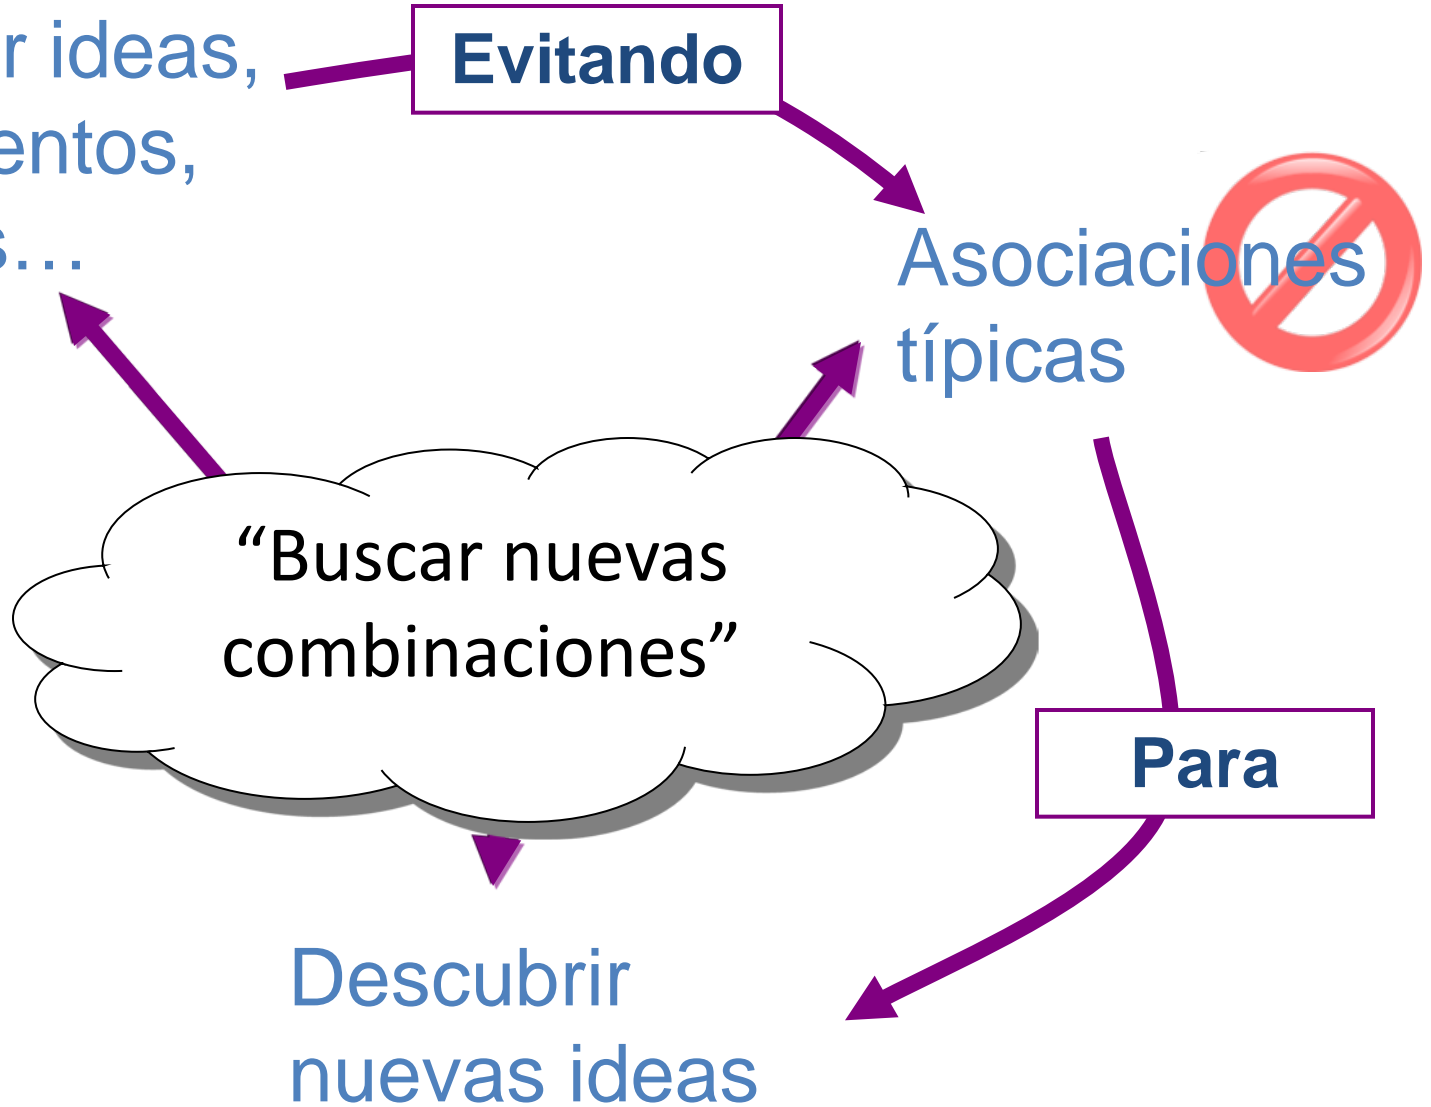 r ideas,
entos,
s…
Evitando
Asociaciones
típicas
“Buscar nuevas
combinaciones”
Para
Descubrir
nuevas ideas